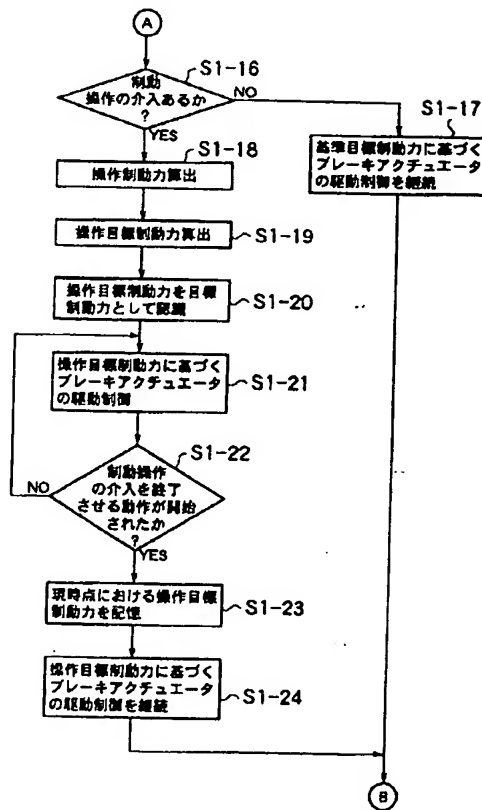 A
制動
操作の介入あるか
?
S1-16
NO
YES
S1-17
基準目標制動力に基づく
ブレーキアクチュエータ
の駆動制御を継続
S1-18
操作制動力算出
操作目標制動力算出
S1-19
操作目標制動力を目標
制動力として認識
S1-20
操作目標制動力に基づく
ブレーキアクチュエータ
の駆動制御
S1-21
S1-22
制動操作
の介入を終了
させる動作が開始
されたか
?
NO
YES
現時点における操作目標
制動力を記憶
S1-23
操作目標制動力に基づく
ブレーキアクチュエータ
の駆動制御を継続
S1-24
B